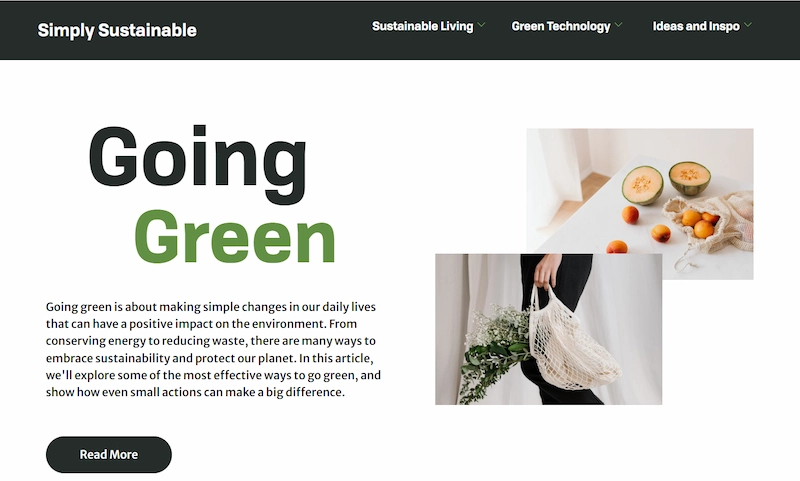 Simply Sustainable
Sustainable Living
Green Technology
Ideas and Inspo
Going
Green
Going green is about making simple changes in our daily lives
that can have a positive impact on the environment. From
conserving energy to reducing waste, there are many ways to
embrace sustainability and protect our planet. In this article,
we'll explore some of the most effective ways to go green, and
show how even small actions can make a big difference.
Read More